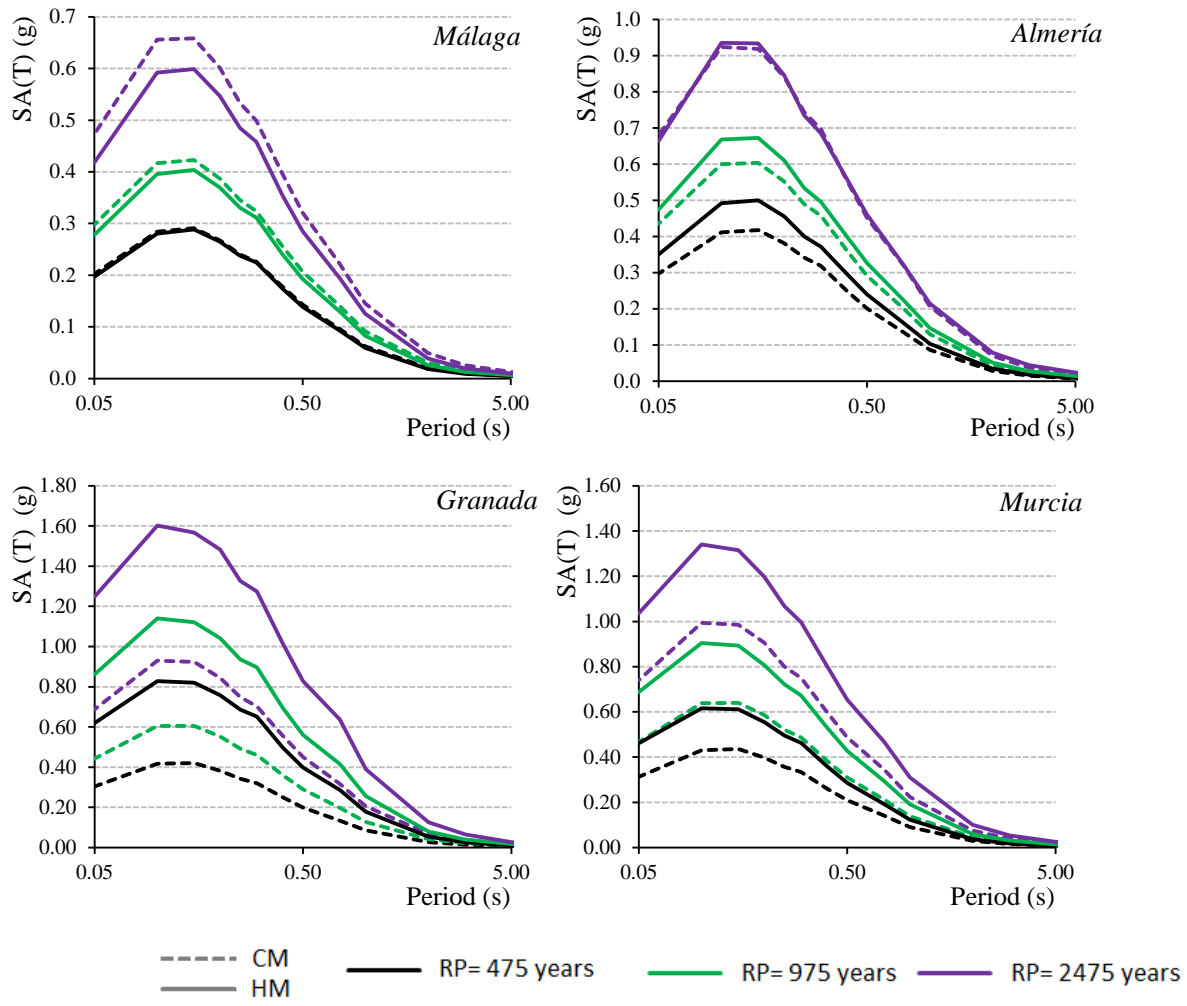 Málaga
SA(T) (g)
0.7
0.6
0.5
0.4
0.3
0.2
0.1
0.0
0.05
0.50
5.00
Period (s)
Almería
SA(T) (g)
1.0
0.9
0.8
0.7
0.6
0.5
0.4
0.3
0.2
0.1
0.0
0.05
0.50
5.00
Period (s)
Granada
SA (T) (g)
1.80
1.60
1.40
1.20
1.00
0.80
0.60
0.40
0.20
0.00
0.05
0.50
5.00
Period (s)
Murcia
SA(T) (g)
1.60
1.40
1.20
1.00
0.80
0.60
0.40
0.20
0.00
0.05
0.50
5.00
Period (s)
CM
HM
RP= 475 years
RP= 975 years
RP= 2475 years